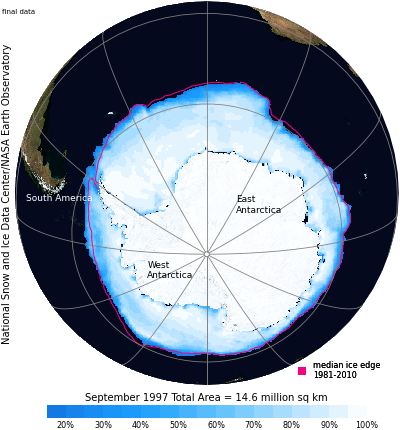 final data
National Snow and Ice Data Center/NASA Earth Observatory
South America
East
Antarctica
West
Antarctica
median ice edge
1981-2010
September 1997 Total Area = 14.6 million sq km
20% 30% 40% 50% 60% 70% 80% 90% 100%